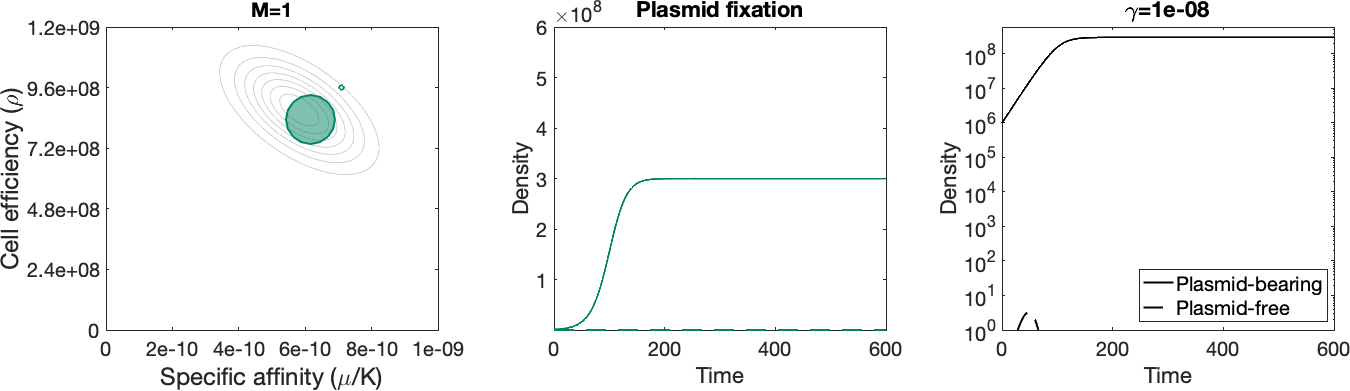 M=1
1.2e+09
9.6e+08
7.2e+08
4.8e+08
2.4e+08
0
Cell efficiency (ρ)
0 2e-10 4e-10 6e-10 8e-10 1e-09
Specific affinity (μ/K)
Plasmid fixation
×10⁸
6
5
4
3
2
1
Density
0 200 400 600
Time
γ=1e-08
10⁸
10⁷
10⁶
10⁵
10⁴
10³
10²
10¹
10⁰
Density
Plasmid-bearing
Plasmid-free
0 200 400 600
Time